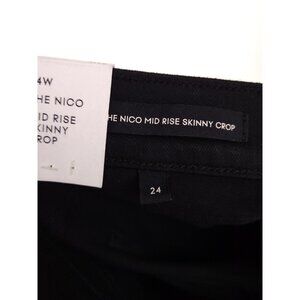 4W
HE NICO
ID RISE
KINNY
ROP
HE NICO MID RISE SKINNY CROP
24